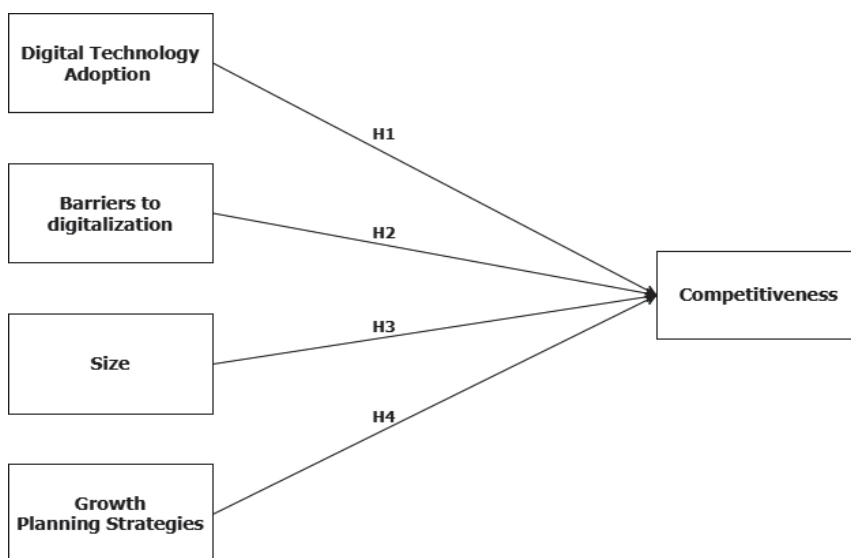 Digital Technology
Adoption
H1
Barriers to
digitalization
H2
Competitiveness
H3
Size
H4
Growth
Planning Strategies